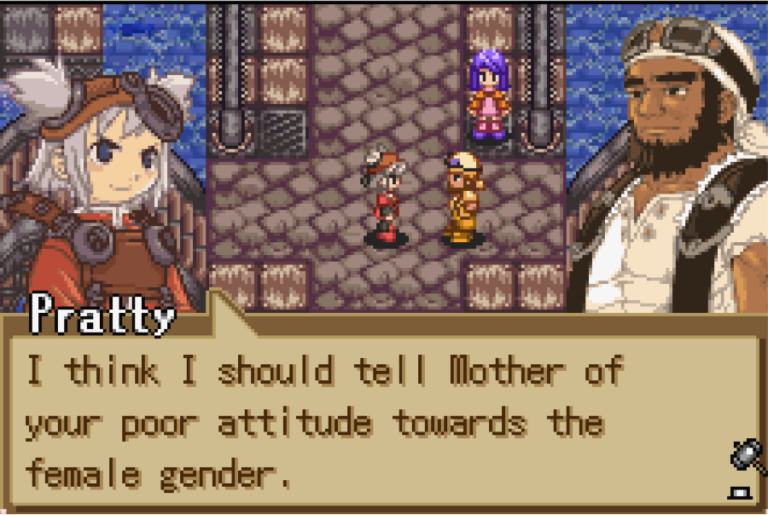 Pratty
I think I should tell Mother of
your poor attitude towards the
female gender.